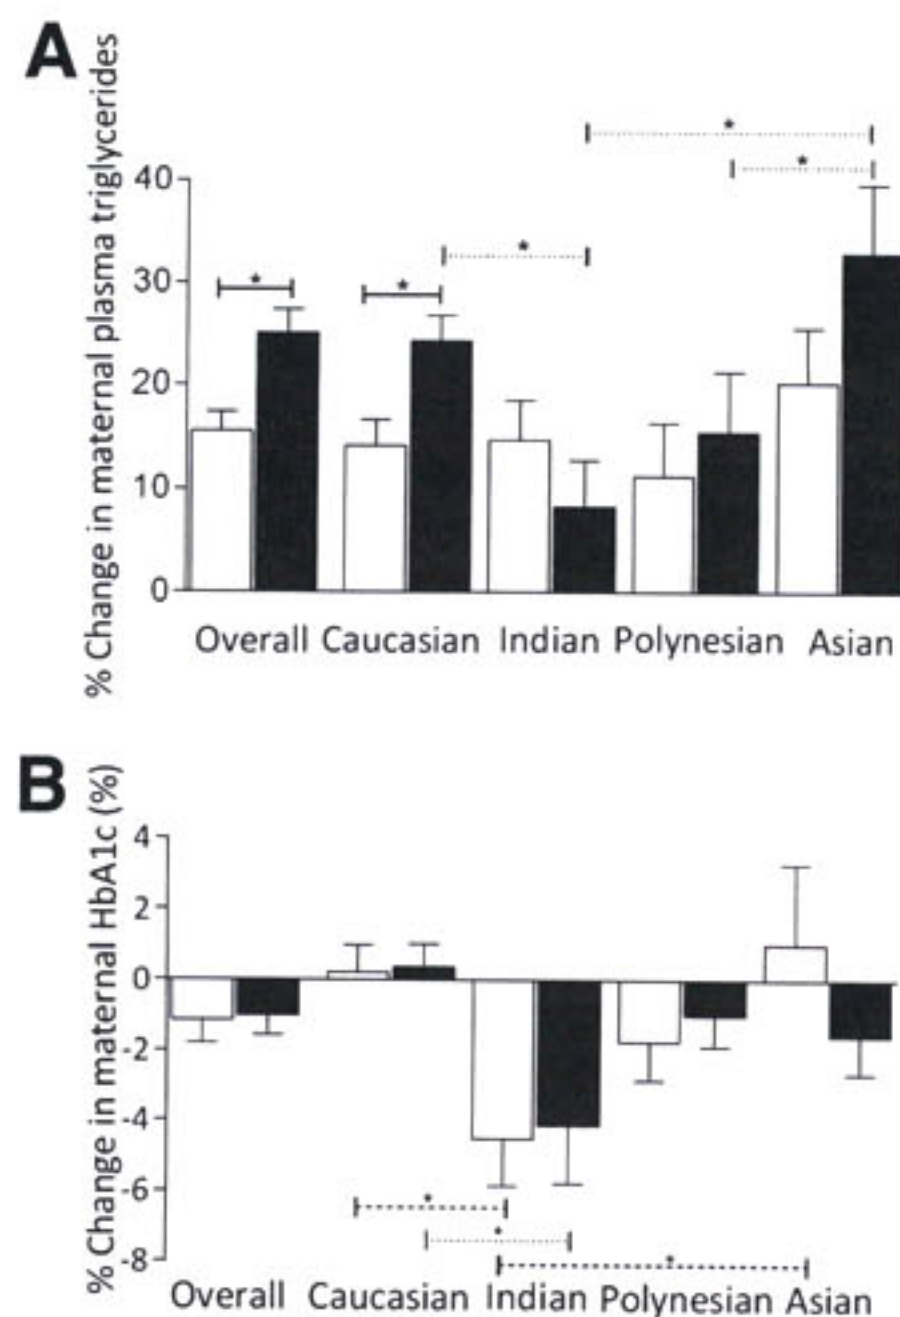 A
% Change in maternal plasma triglycerides
* *
* * *
40
30
20
10
0
Overall Caucasian Indian Polynesian Asian
B
% Change in maternal HbA1c (%)
4
2
0
-2
-4
-6
-8
*
*
*
Overall Caucasian Indian Polynesian Asian